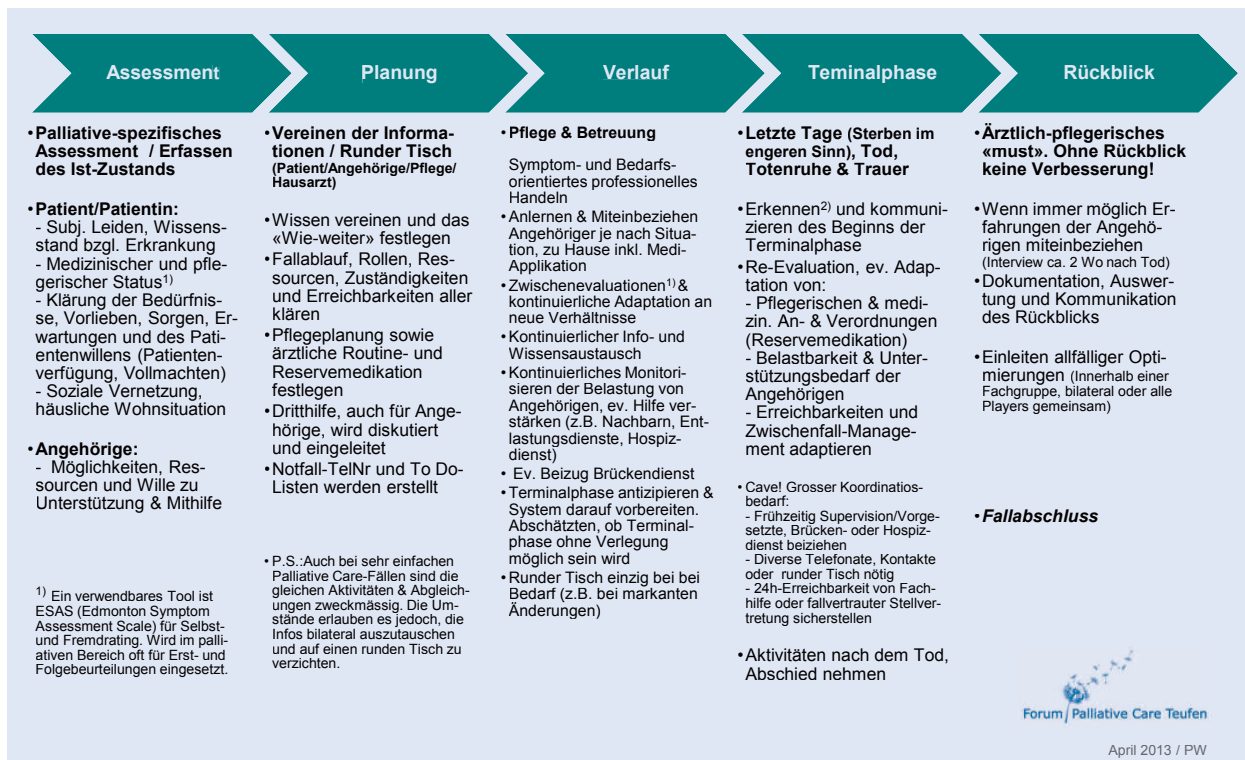 Assessment
Planung
Verlauf
Teminalphase
Rückblick
•Palliative-spezifisches
Assessment / Erfassen
des Ist-Zustands
•Patient/Patientin:
- Subj. Leiden, Wissens-
stand bzgl. Erkrankung
- Medizinischer und pfle-
gerischer Status1)
- Klärung der Bedürfnis-
se, Vorlieben, Sorgen, Er-
wartungen und des Pati-
entenwillens (Patienten-
verfügung, Vollmachten)
- Soziale Vernetzung,
häusliche Wohnsituation
•Angehörige:
- Möglichkeiten, Res-
sourcen und Wille zu
Unterstützung & Mithilfe
1) Ein verwendbares Tool ist
ESAS (Edmonton Symptom
Assessment Scale) für Selbst-
und Fremdrating. Wird im palli-
ativen Bereich oft für Erst- und
Folgebeurteilungen eingesetzt.
•Vereinen der Informa-
tionen / Runder Tisch
(Patient/Angehörige/Pflege/
Hausarzt)
•Wissen vereinen und das
«Wie-weiter» festlegen
•Fallablauf, Rollen, Res-
sourcen, Zuständigkeiten
und Erreichbarkeiten aller
klären
•Pflegeplanung sowie
ärztliche Routine- und
Reservemedikation
festlegen
•Dritthilfe, auch für Ange-
hörige, wird diskutiert
und eingeleitet
•Notfall-TelNr und To Do-
Listen werden erstellt
•P.S.:Auch bei sehr einfachen
Palliative Care-Fällen sind die
gleichen Aktivitäten & Abgleich-
ungen zweckmässig. Die Um-
stände erlauben es jedoch, die
Infos bilateral auszutauschen
und auf einen runden Tisch zu
verzichten.
•Pflege & Betreuung
Symptom- und Bedarfs-
orientiertes professionelles
Handeln
•Anlernen & Miteinbeziehen
Angehöriger je nach Situa-
tion, zu Hause inkl. Medi-
Applikation
•Zwischenevaluationen1) &
kontinuierliche Adaptation an
neue Verhältnisse
•Kontinuierlicher Info- und
Wissensaustausch
•Kontinuierliches Monitori-
sieren der Belastung von
Angehörigen, ev. Hilfe ver-
stärken (z.B. Nachbarn, Ent-
lastungsdienste, Hospiz-
dienst)
• Ev. Beizug Brückendienst
•Terminalphase antizipieren &
System darauf vorbereiten.
Abschätzten, ob Terminal-
phase ohne Verlegung
möglich sein wird
•Runder Tisch einzig bei bei
Bedarf (z.B. bei markanten
Änderungen)
•Letzte Tage (Sterben im
engeren Sinn), Tod,
Totenruhe & Trauer
•Erkennen2) und kommuni-
zieren des Beginns der
Terminalphase
•Re-Evaluation, ev. Adap-
tation von:
- Pflegerischen & medi-
zin. An- & Verordnungen
(Reservemedikation)
- Belastbarkeit & Unter-
stützungsbedarf der
Angehörigen
- Erreichbarkeiten und
Zwischenfall-Manage-
ment adaptieren
•Cave! Grosser Koordinatios-
bedarf:
- Frühzeitig Supervision/Vorge-
setzte, Brücken- oder Hospiz-
dienst beiziehen
- Diverse Telefonate, Kontakte
oder runder Tisch nötig
- 24h-Erreichbarkeit von Fach-
hilfe oder fallvertrauter Stellver-
tretung sicherstellen
•Aktivitäten nach dem Tod,
Abschied nehmen
•Ärztlich-pflegerisches
«must». Ohne Rückblick
keine Verbesserung!
•Wenn immer möglich Er-
fahrungen der Angehö-
rigen miteinbeziehen
(Interview ca. 2 Wo nach Tod)
•Dokumentation, Auswer-
tung und Kommunikation
des Rückblicks
•Einleiten allfälliger Opti-
mierungen (Innerhalb einer
Fachgruppe, bilateral oder alle
Players gemeinsam)
•Fallabschluss
Forum Palliative Care Teufen
April 2013 / PW